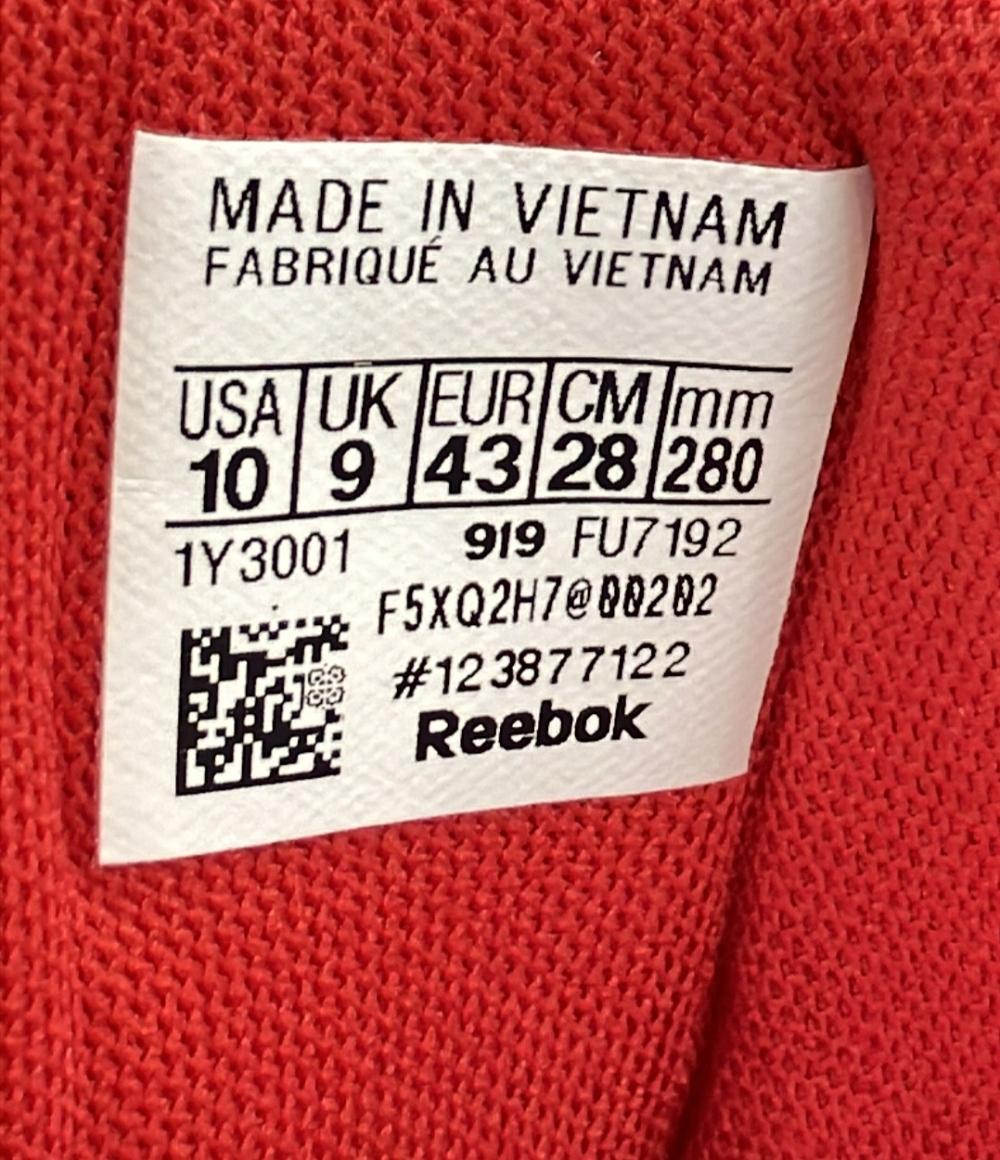 MADE IN VIETNAM
FABRIQUÉ AU VIETNAM
USA UK EUR CM mm
10 9 43 28 280
1Y3001 919 FU7192
F5XQ2H7@00202
#123877122
Reebok